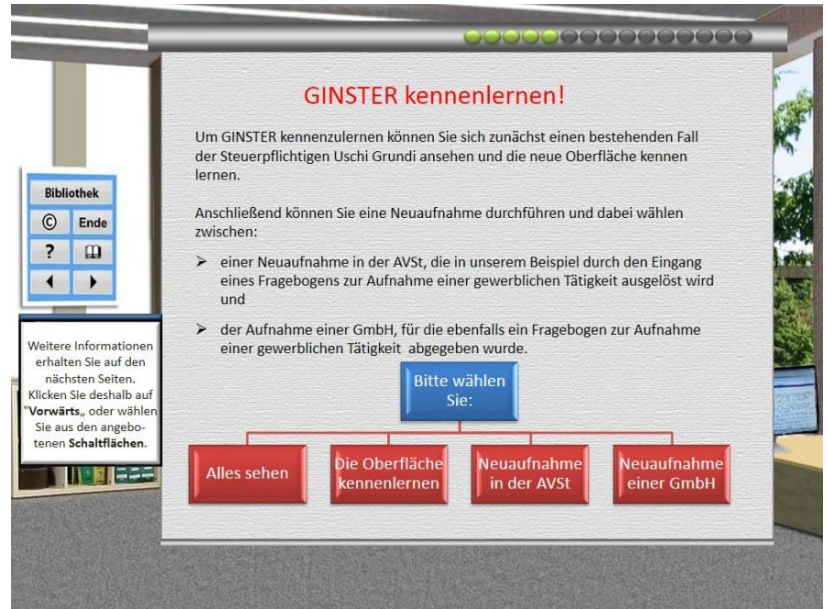 GINSTER kennenlernen!
Um GINSTER kennenzulernen können Sie sich zunächst einen bestehenden Fall
der Steuerpflichtigen Uschi Grundi ansehen und die neue Oberfläche kennen
lernen.
Anschließend können Sie eine Neuaufnahme durchführen und dabei wählen
zwischen:
➢ einer Neuaufnahme in der AVSt, die in unserem Beispiel durch den Eingang
eines Fragebogens zur Aufnahme einer gewerblichen Tätigkeit ausgelöst wird
und
➢ der Aufnahme einer GmbH, für die ebenfalls ein Fragebogen zur Aufnahme
einer gewerblichen Tätigkeit abgegeben wurde.
Bitte wählen
Sie:
Alles sehen
Die Oberfläche
kennenlernen
Neuaufnahme
in der AVSt
Neuaufnahme
einer GmbH
Bibliothek
© Ende
?
Weitere Informationen
erhalten Sie auf den
nächsten Seiten.
Klicken Sie deshalb auf
"Vorwärts„ oder wählen
Sie aus den angebo-
tenen Schaltflächen.